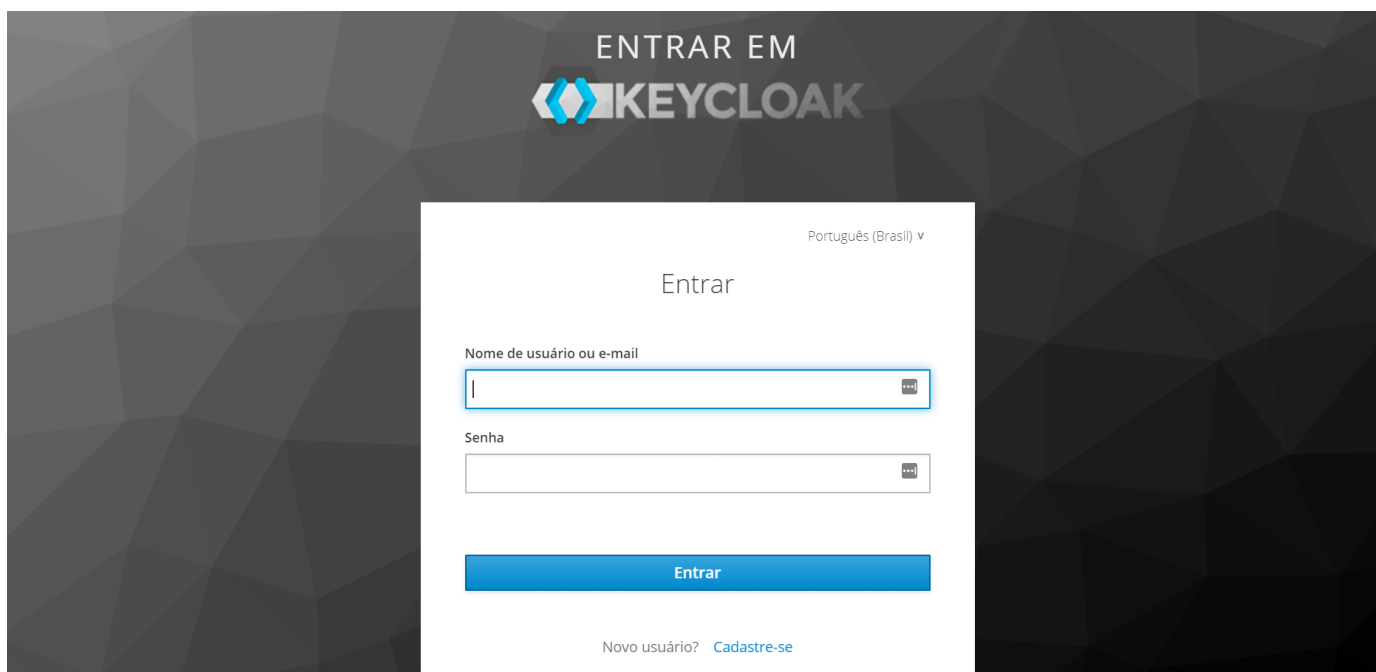 ENTRAR EM
KEYCLOAK
Português (Brasil) v
Entrar
Nome de usuário ou e-mail
Senha
Entrar
Novo usuário? Cadastre-se